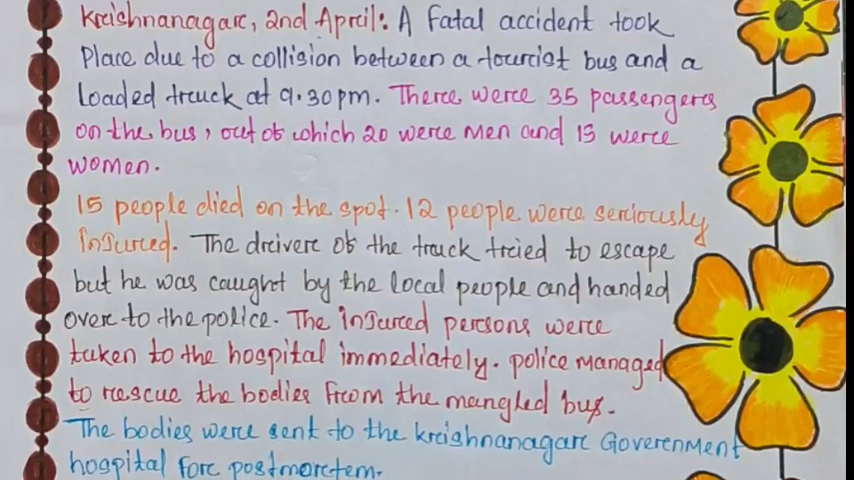 Krishnanagar, 2nd April: A Fatal accident took
Place due to a collision between a tourist bus and a
Loaded truck at 9.30pm. There were 35 passengers
on the bus, out of which 20 were Men and 15 were
women.
15 people died on the spot. 12 people were seriously
injured. The driver of the truck tried to escape
but he was caught by the local people and handed
over to the police. The injured persons were
taken to the hospital immediately. police managed
to rescue the bodies from the mangled bus.
The bodies were sent to the krishnanagar Government
hospital for postmortem.